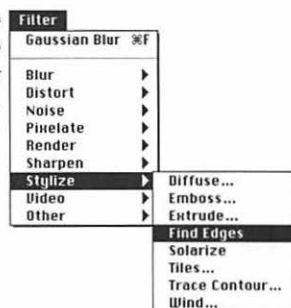 Filter
Gaussian Blur ⌘F
Blur
Distort
Noise
Pixelate
Render
Sharpen
Stylize
Video
Other
Diffuse...
Emboss...
Extrude...
Find Edges
Solarize
Tiles...
Trace Contour...
Wind...